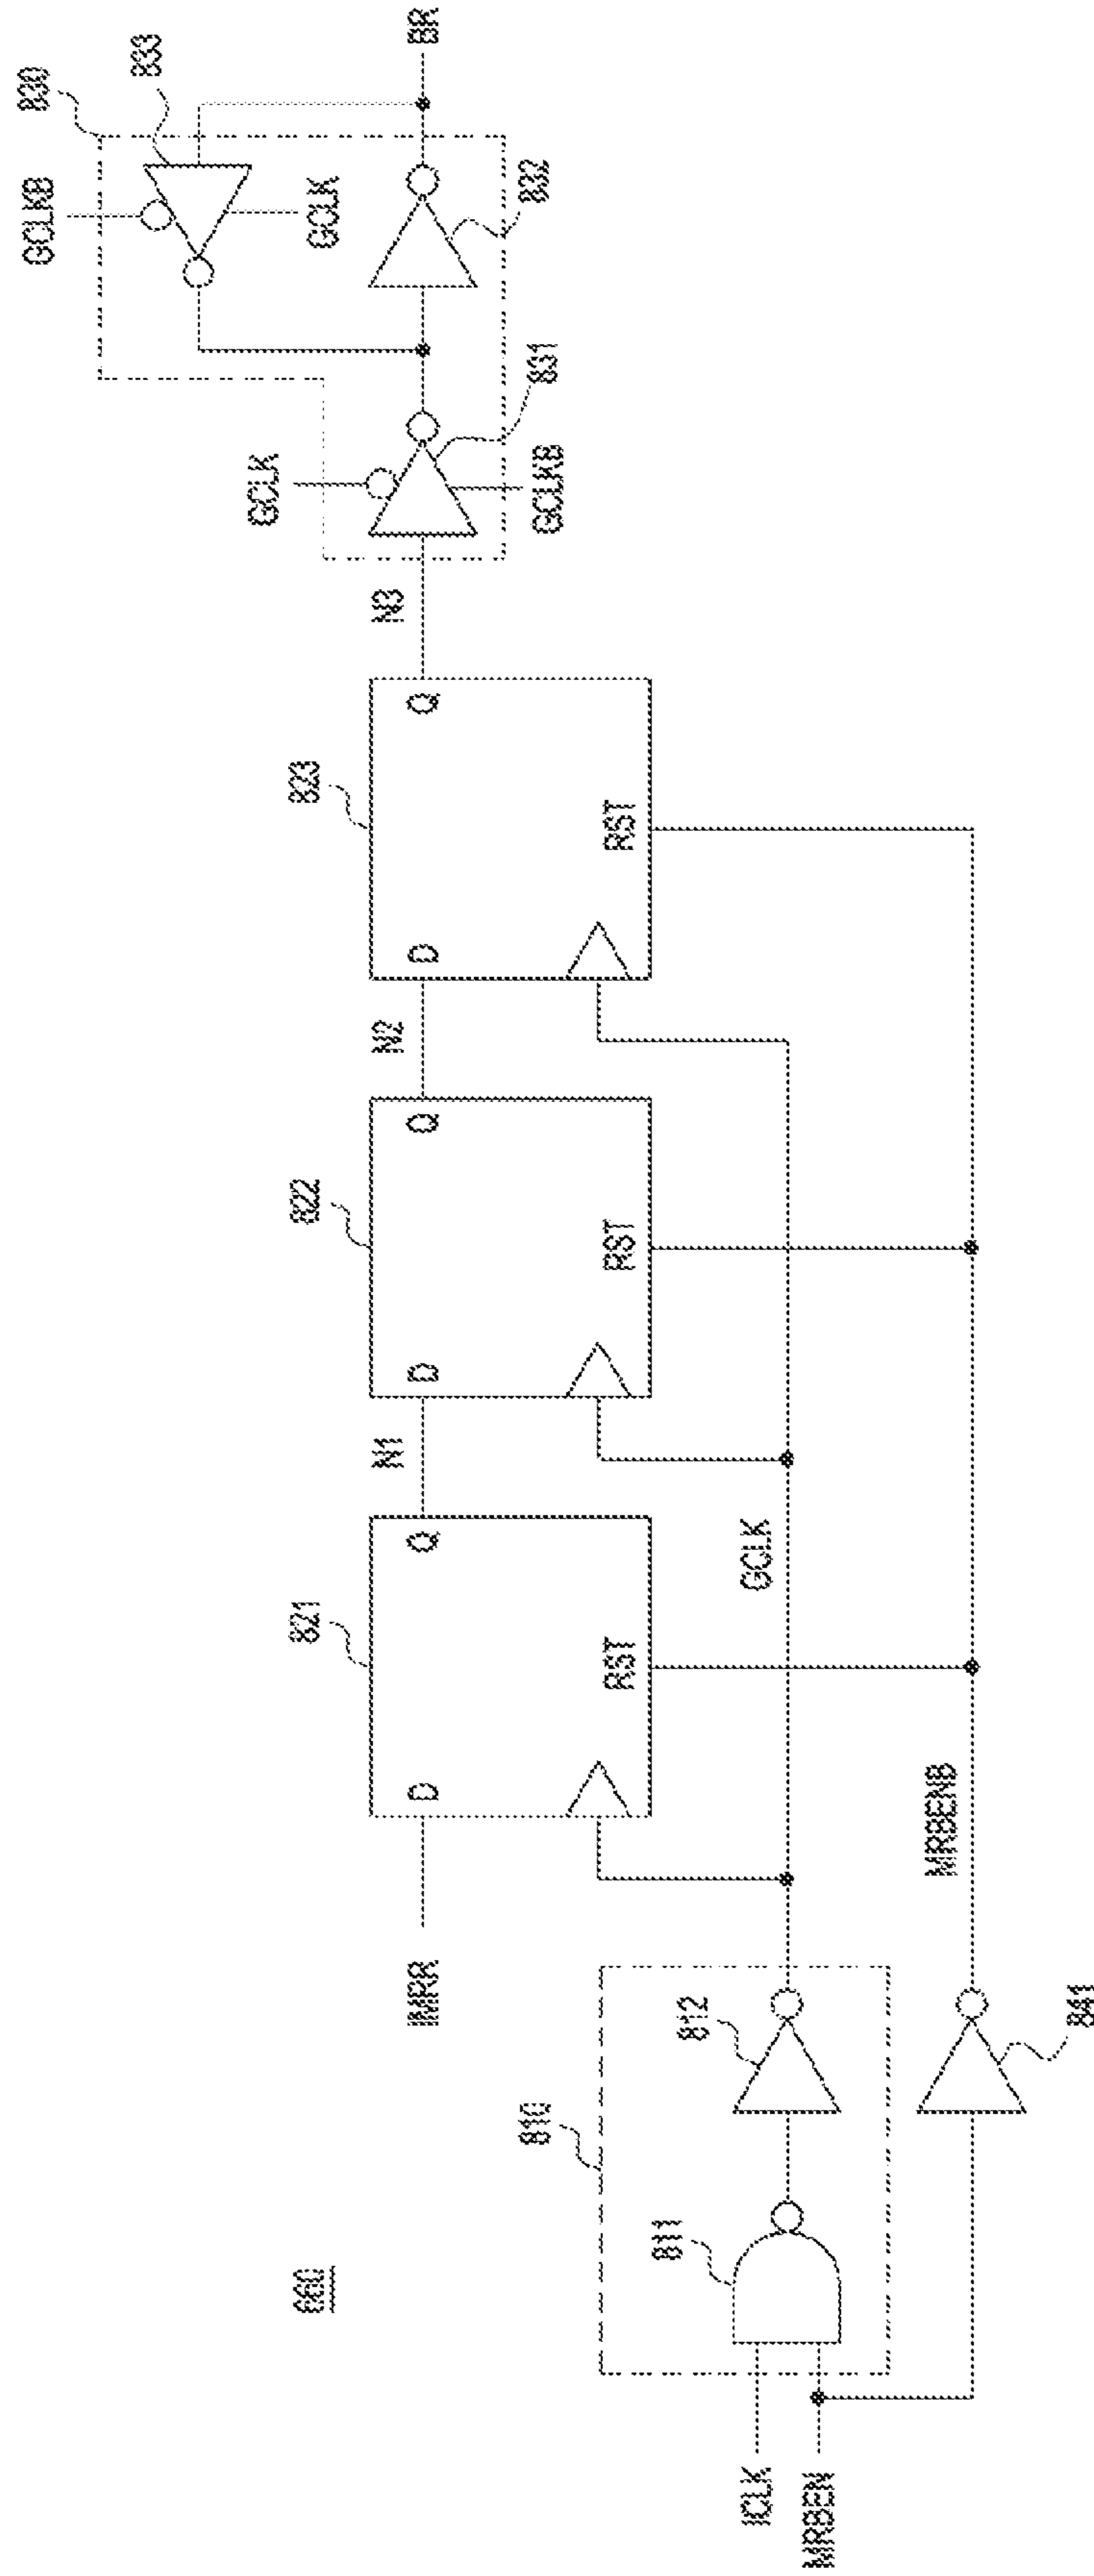 660
ICLK
MRBEN
810
811
812
841
IMRR
GCLK
MRBENB
821
D
Q
RST
N1
822
D
Q
RST
N2
823
D
Q
RST
N3
GCLK
GCLKB
831
830
GCLKB
GCLK
833
832
BR